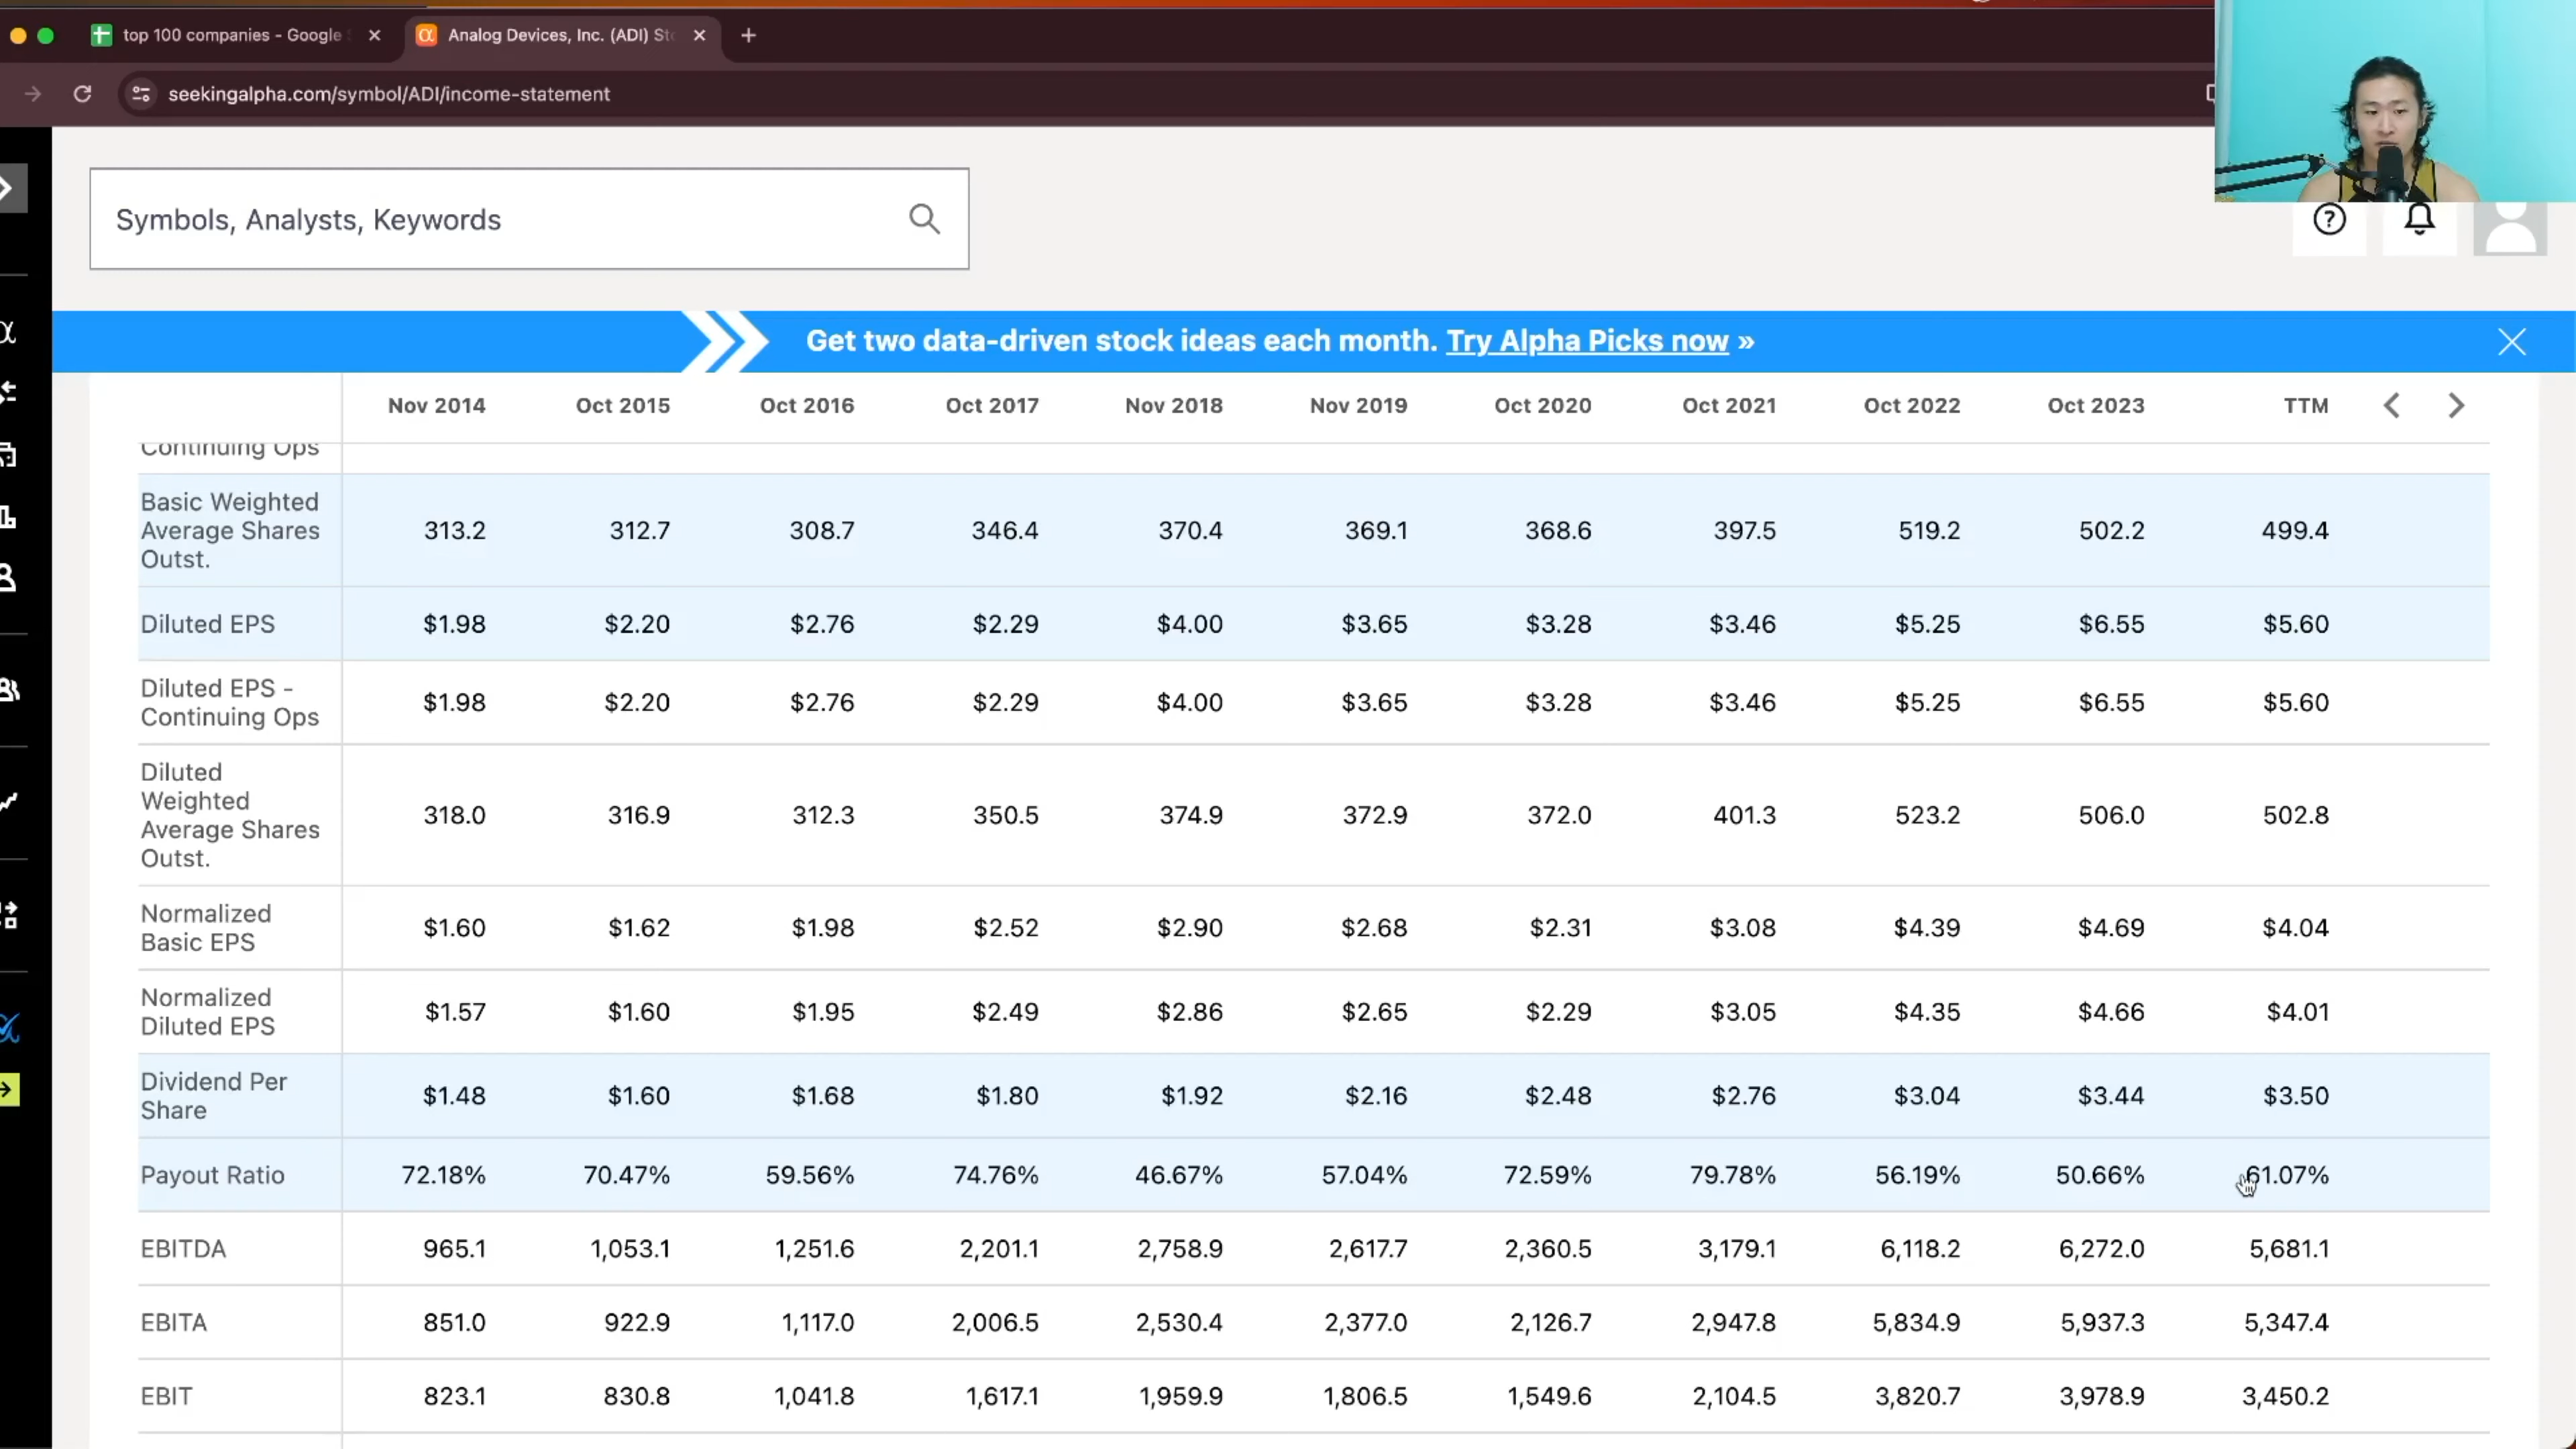 top 100 companies - Google
Analog Devices, Inc. (ADI) St
seekingalpha.com/symbol/ADI/income-statement
Symbols, Analysts, Keywords
Get two data-driven stock ideas each month. Try Alpha Picks now »
Nov 2014 Oct 2015 Oct 2016 Oct 2017 Nov 2018 Nov 2019 Oct 2020 Oct 2021 Oct 2022 Oct 2023 TTM
Continuing Ops
Basic Weighted
Average Shares
Outst.
313.2 312.7 308.7 346.4 370.4 369.1 368.6 397.5 519.2 502.2 499.4
Diluted EPS $1.98 $2.20 $2.76 $2.29 $4.00 $3.65 $3.28 $3.46 $5.25 $6.55 $5.60
Diluted EPS -
Continuing Ops
$1.98 $2.20 $2.76 $2.29 $4.00 $3.65 $3.28 $3.46 $5.25 $6.55 $5.60
Diluted
Weighted
Average Shares
Outst.
318.0 316.9 312.3 350.5 374.9 372.9 372.0 401.3 523.2 506.0 502.8
Normalized
Basic EPS
$1.60 $1.62 $1.98 $2.52 $2.90 $2.68 $2.31 $3.08 $4.39 $4.69 $4.04
Normalized
Diluted EPS
$1.57 $1.60 $1.95 $2.49 $2.86 $2.65 $2.29 $3.05 $4.35 $4.66 $4.01
Dividend Per
Share
$1.48 $1.60 $1.68 $1.80 $1.92 $2.16 $2.48 $2.76 $3.04 $3.44 $3.50
Payout Ratio 72.18% 70.47% 59.56% 74.76% 46.67% 57.04% 72.59% 79.78% 56.19% 50.66% 61.07%
EBITDA 965.1 1,053.1 1,251.6 2,201.1 2,758.9 2,617.7 2,360.5 3,179.1 6,118.2 6,272.0 5,681.1
EBITA 851.0 922.9 1,117.0 2,006.5 2,530.4 2,377.0 2,126.7 2,947.8 5,834.9 5,937.3 5,347.4
EBIT 823.1 830.8 1,041.8 1,617.1 1,959.9 1,806.5 1,549.6 2,104.5 3,820.7 3,978.9 3,450.2